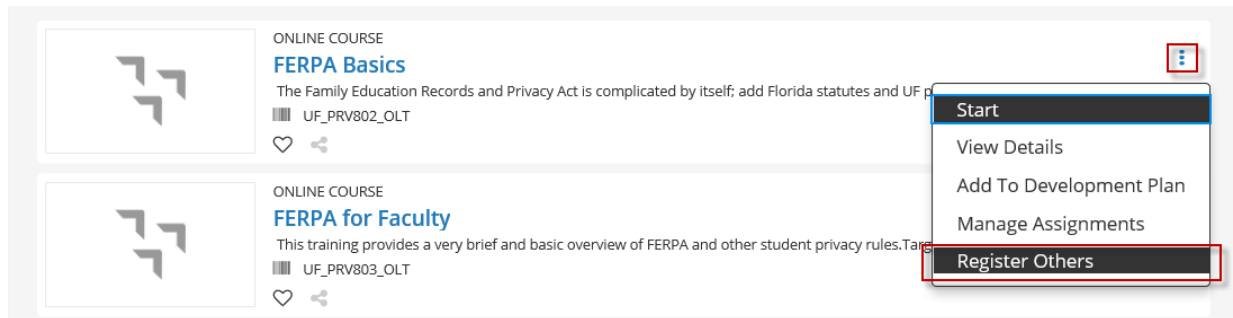 ONLINE COURSE
FERPA Basics
The Family Education Records and Privacy Act is complicated by itself; add Florida statutes and UF p
UF_PRV802_OLT
Start
View Details
Add To Development Plan
Manage Assignments
Register Others
ONLINE COURSE
FERPA for Faculty
This training provides a very brief and basic overview of FERPA and other student privacy rules.Targ
UF_PRV803_OLT